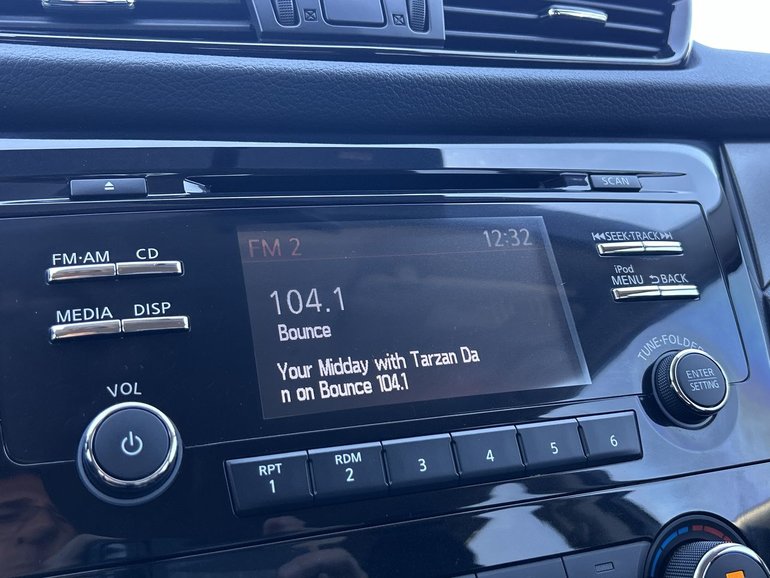 SCAN
FM·AM CD
FM 2 12:32
SEEK·TRACK
iPod
MENU BACK
MEDIA DISP
104.1
Bounce
Your Midday with Tarzan Da
n on Bounce 104.1
TUNE·FOLDER
ENTER
SETTING
VOL
RPT
1
RDM
2
3
4
5
6